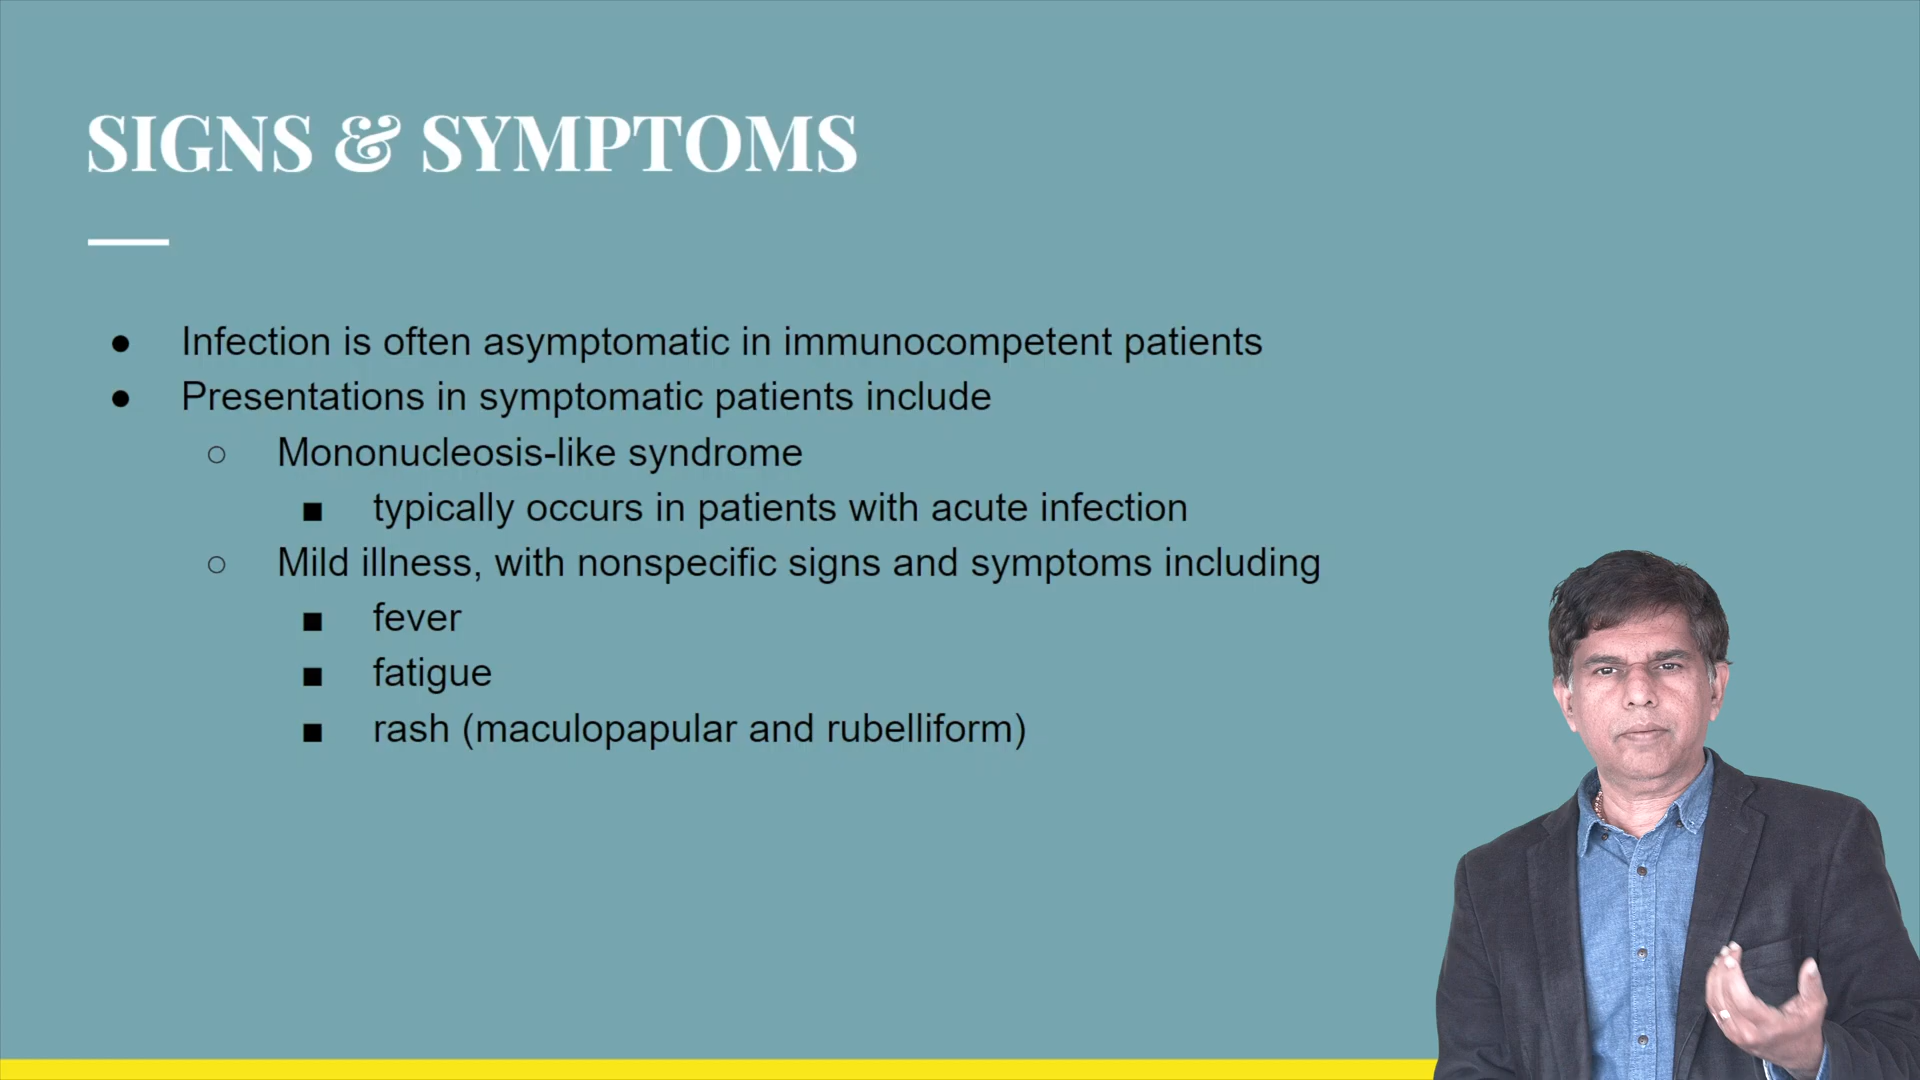 SIGNS & SYMPTOMS
● Infection is often asymptomatic in immunocompetent patients
● Presentations in symptomatic patients include
○ Mononucleosis-like syndrome
■ typically occurs in patients with acute infection
○ Mild illness, with nonspecific signs and symptoms including
■ fever
■ fatigue
■ rash (maculopapular and rubelliform)